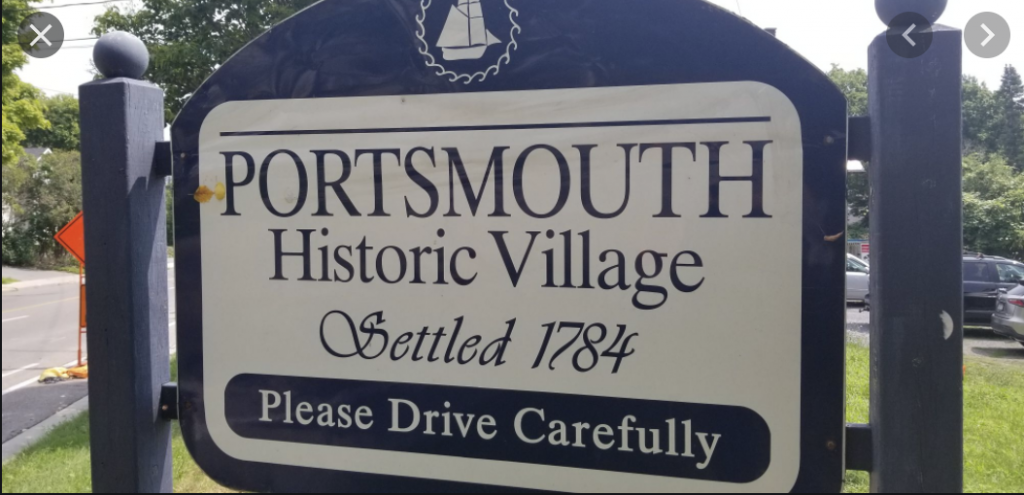 PORTSMOUTH
Historic Village
Settled 1784
Please Drive Carefully